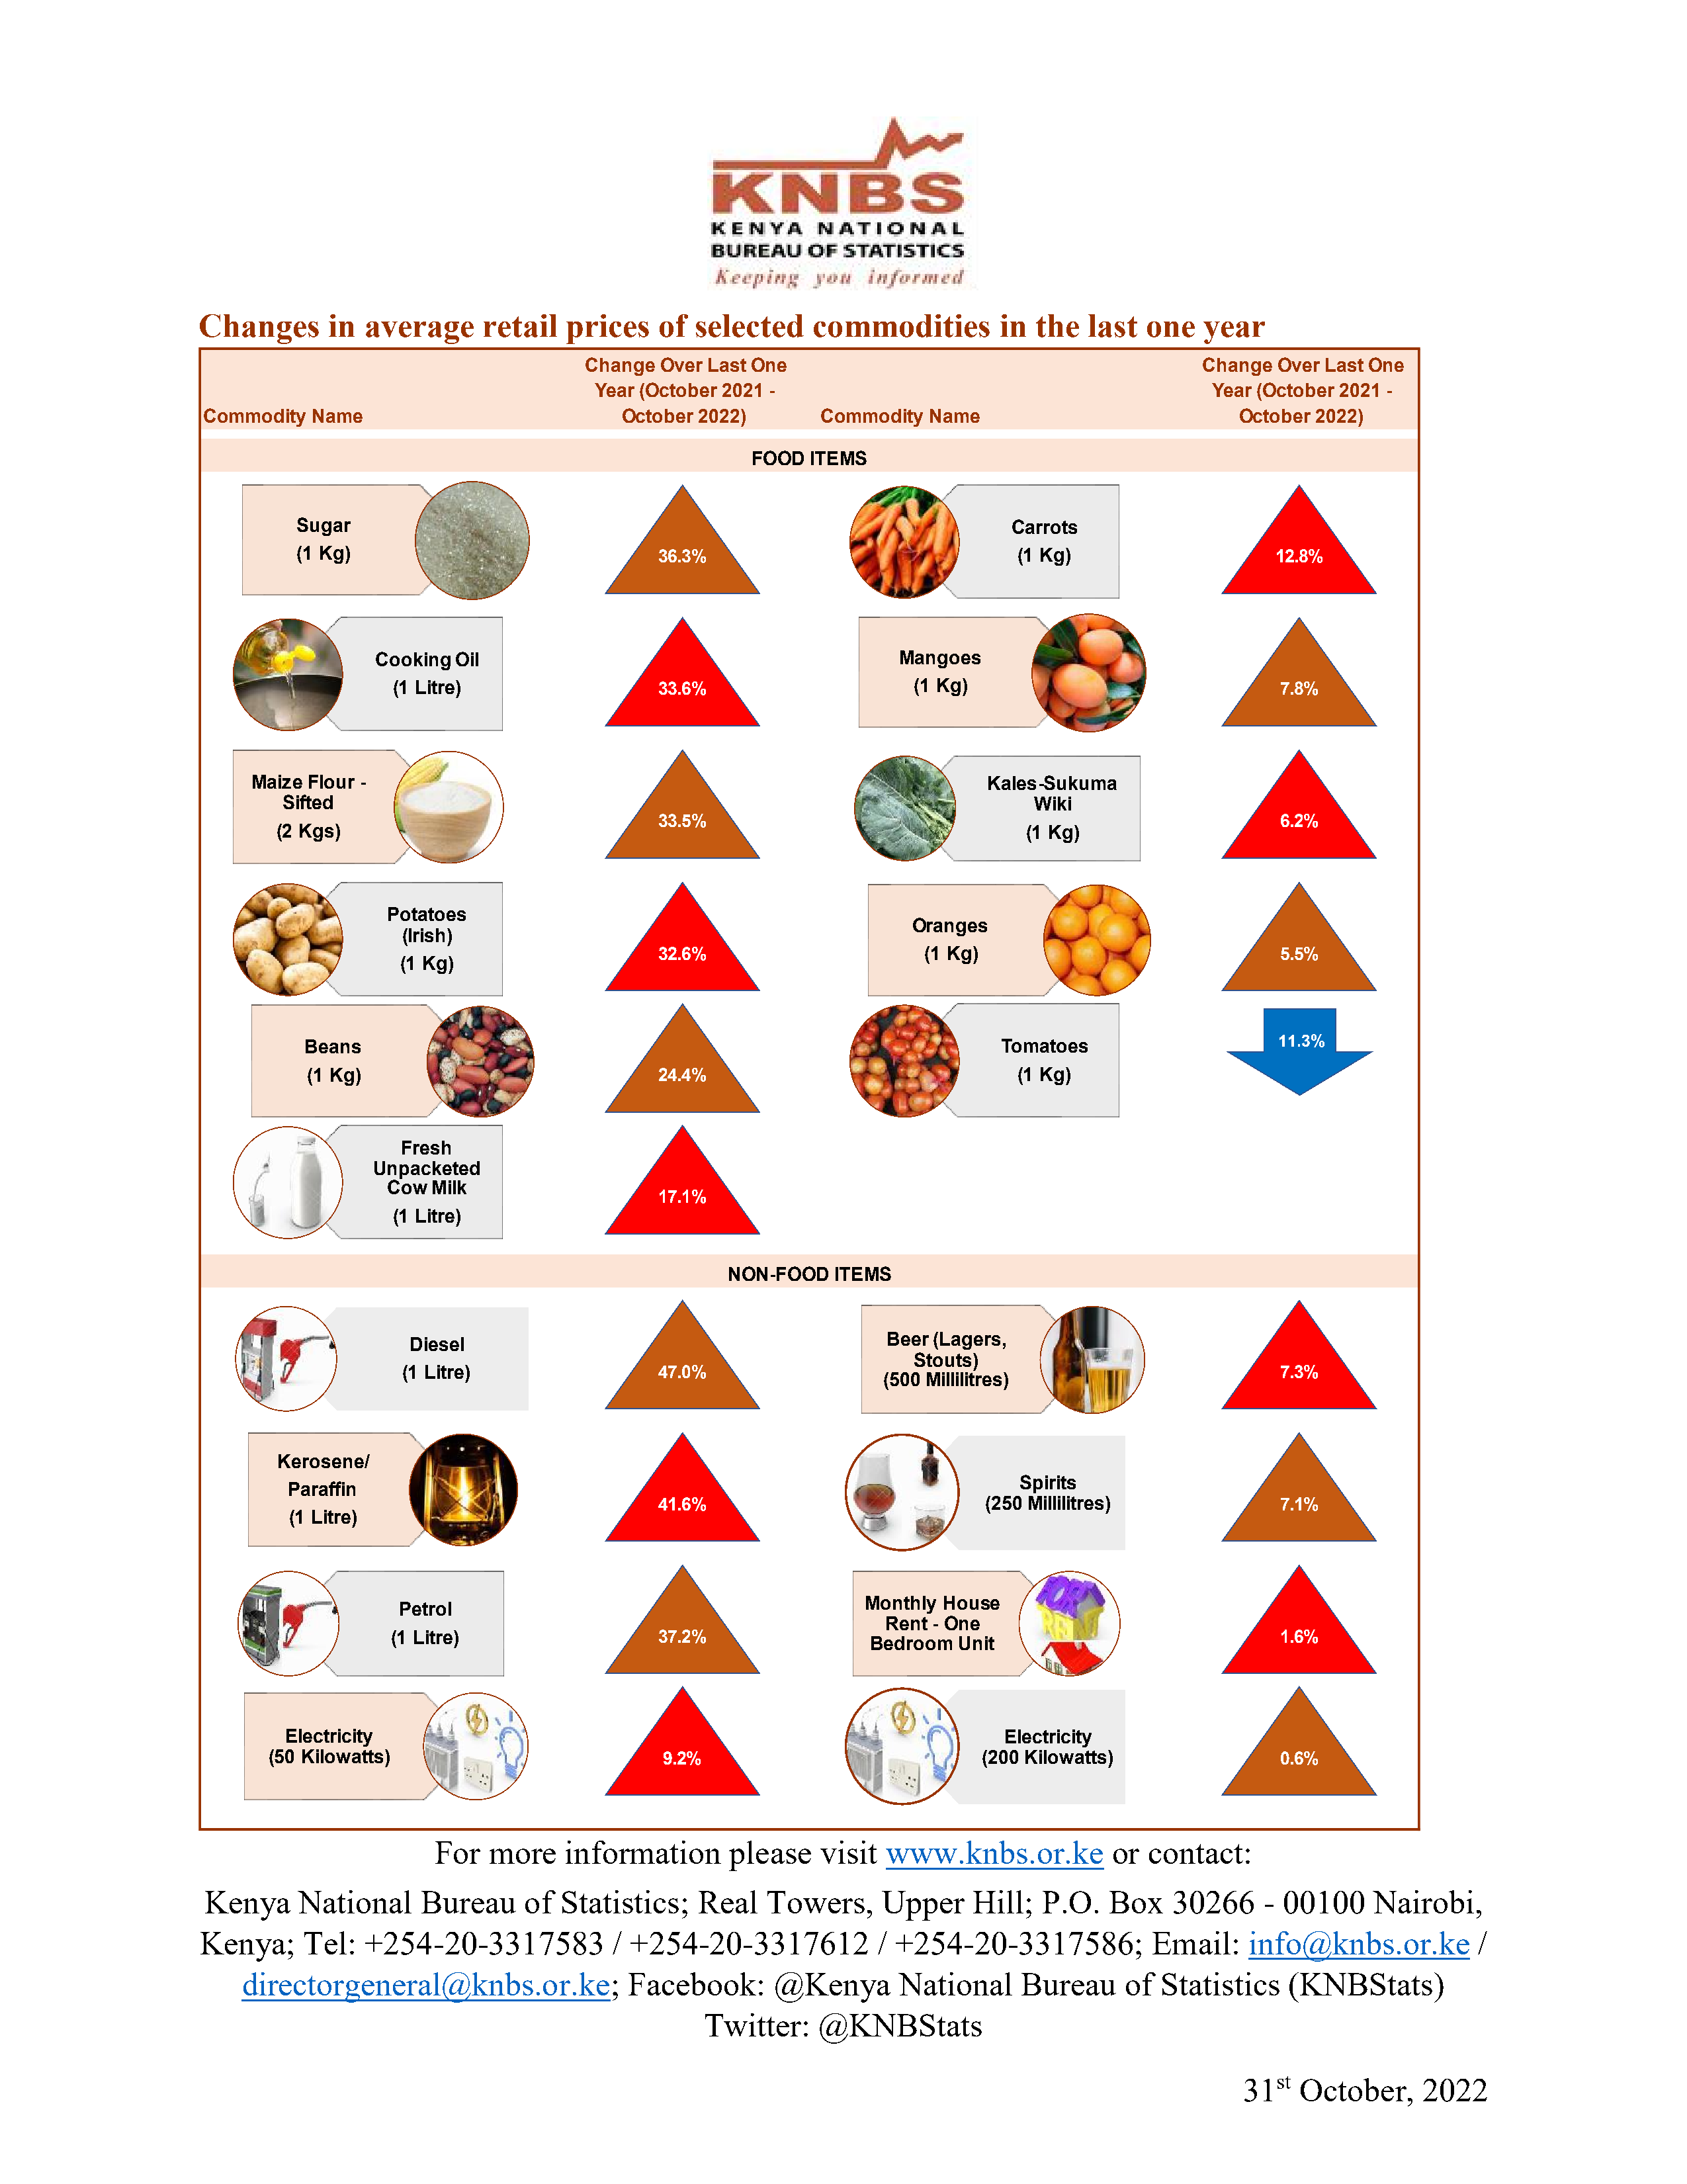 KNBS
KENYA NATIONAL
BUREAU OF STATISTICS
Keeping you informed
Changes in average retail prices of selected commodities in the last one year
Commodity Name
Change Over Last One
Year (October 2021 -
October 2022)
Commodity Name
Change Over Last One
Year (October 2021 -
October 2022)
FOOD ITEMS
Sugar
(1 Kg)
36.3%
Carrots
(1 Kg)
12.8%
Cooking Oil
(1 Litre)
33.6%
Mangoes
(1 Kg)
7.8%
Maize Flour -
Sifted
(2 Kgs)
33.5%
Kales-Sukuma
Wiki
(1 Kg)
6.2%
Potatoes
(Irish)
(1 Kg)
32.6%
Oranges
(1 Kg)
5.5%
Beans
(1 Kg)
24.4%
Tomatoes
(1 Kg)
11.3%
Fresh
Unpacketed
Cow Milk
(1 Litre)
17.1%
NON-FOOD ITEMS
Diesel
(1 Litre)
47.0%
Beer (Lagers,
Stouts)
(500 Millilitres)
7.3%
Kerosene/
Paraffin
(1 Litre)
41.6%
Spirits
(250 Millilitres)
7.1%
Petrol
(1 Litre)
37.2%
Monthly House
Rent - One
Bedroom Unit
FOR
1.6%
Electricity
(50 Kilowatts)
9.2%
Electricity
(200 Kilowatts)
0.6%
For more information please visit www.knbs.or.ke or contact:
Kenya National Bureau of Statistics; Real Towers, Upper Hill; P.O. Box 30266 - 00100 Nairobi,
Kenya; Tel: +254-20-3317583 / +254-20-3317612 / +254-20-3317586; Email: info@knbs.or.ke /
directorgeneral@knbs.or.ke; Facebook: @Kenya National Bureau of Statistics (KNBStats)
Twitter: @KNBStats
31st October, 2022